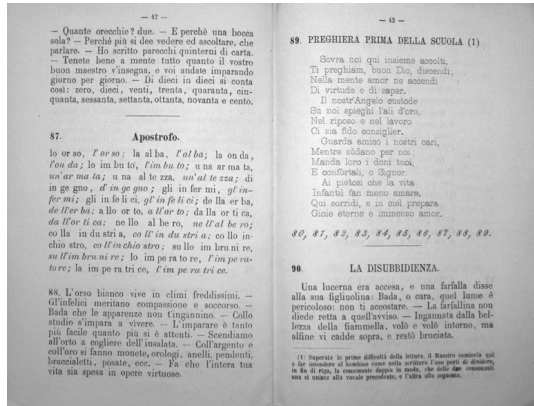 — 42 —
— Quante orecchie? due. — E perchè una bocca
sola? — Perchè più si dee vedere ed ascoltare, che
parlare. — Ho scritto parecchi quinterni di carta.
— Tenete bene a mente tutto quanto il vostro
buon maestro v'insegna, e voi andate imparando
giorno per giorno. — Di dieci in dieci si conta
così: zero, dieci, venti, trenta, quaranta, cin-
quanta, sessanta, settanta, ottanta, novanta e cento.
87. Apostrofo.
lo or so, l'or so; la al ba, l'al ba; la on da,
l'on da; lo im bu to, l'im bu to; u na ar ma ta,
un'ar ma ta; u na al te zza, un'al te zza; di
in ge gno, d'in ge gno; gli in fer mi, gl'in-
fer mi; gli in fe li ci, gl'in fe li ci; de lla er ba,
de ll'er ba; a llo or to, a ll'or to; da lla or ti ca,
da ll'or ti ca; ne llo al be ro, ne ll'al be ro;
co lla in du stri a, co ll'in du stri a; co llo in-
chio stro, co ll'in chio stro; su llo im bru ni re,
su ll'im bru ni re; lo im pe ra to re, l'im pe ra-
to re; la im pe ra tri ce, l'im pe ra tri ce.
88. L'orso bianco vive in climi freddissimi. —
Gl'infelici meritano compassione e soccorso. —
Bada che le apparenze non t'ingannino. — Collo
studio s'impara a vivere. — L'imparare è tanto
più facile quanto più si è attenti. — Scendiamo
all'orto a cogliere dell'insalata. — Coll'argento e
coll'oro si fanno monete, orologi, anelli, pendenti,
braccialetti, posate, ecc. — Fa che l'intera tua
vita sia spesa in opere virtuose.
— 43 —
89. PREGHIERA PRIMA DELLA SCUOLA (1)
Sovra noi qui insieme accolti,
Ti preghiam, buon Dio, discendi;
Nella mente amor ne accendi
Di virtude e di saper.
Il nostr'Angelo custode
Su noi spieghi l'ali d'oro,
Nel riposo e nel lavoro
Ci sia fido consiglier.
Guarda amico i nostri cari,
Mentre sùdano per noi.
Manda loro i doni tuoi,
E confortali, o Signor.
Ai pietosi che la vita
Infantil fan meno amara,
Qui sorridi, e in ciel prepara
Gioie eterne e immenso amor.
80, 81, 82, 83, 84, 85, 86, 87, 88, 89.
90. LA DISUBBIDIENZA.
Una lucerna era accesa, e una farfalla disse
alla sua figliuolina: Bada, o cara, quel lume è
pericoloso: non ti accostare. — La farfallina non
diede retta a quell'avviso. — Ingannata dalla bel-
lezza della fiammella, volò e volò intorno, ma
alfine vi cadde sopra, e restò bruciata.
(1) Superate le prime difficoltà della lettura, il Maestro comincia qui
a far intendere al bambino come nella scrittura l'uso porti di dividere,
in fin di riga, la consonante doppia in modo, che delle due consonanti
una si unisce alla vocale precedente, e l'altra alla seguente.